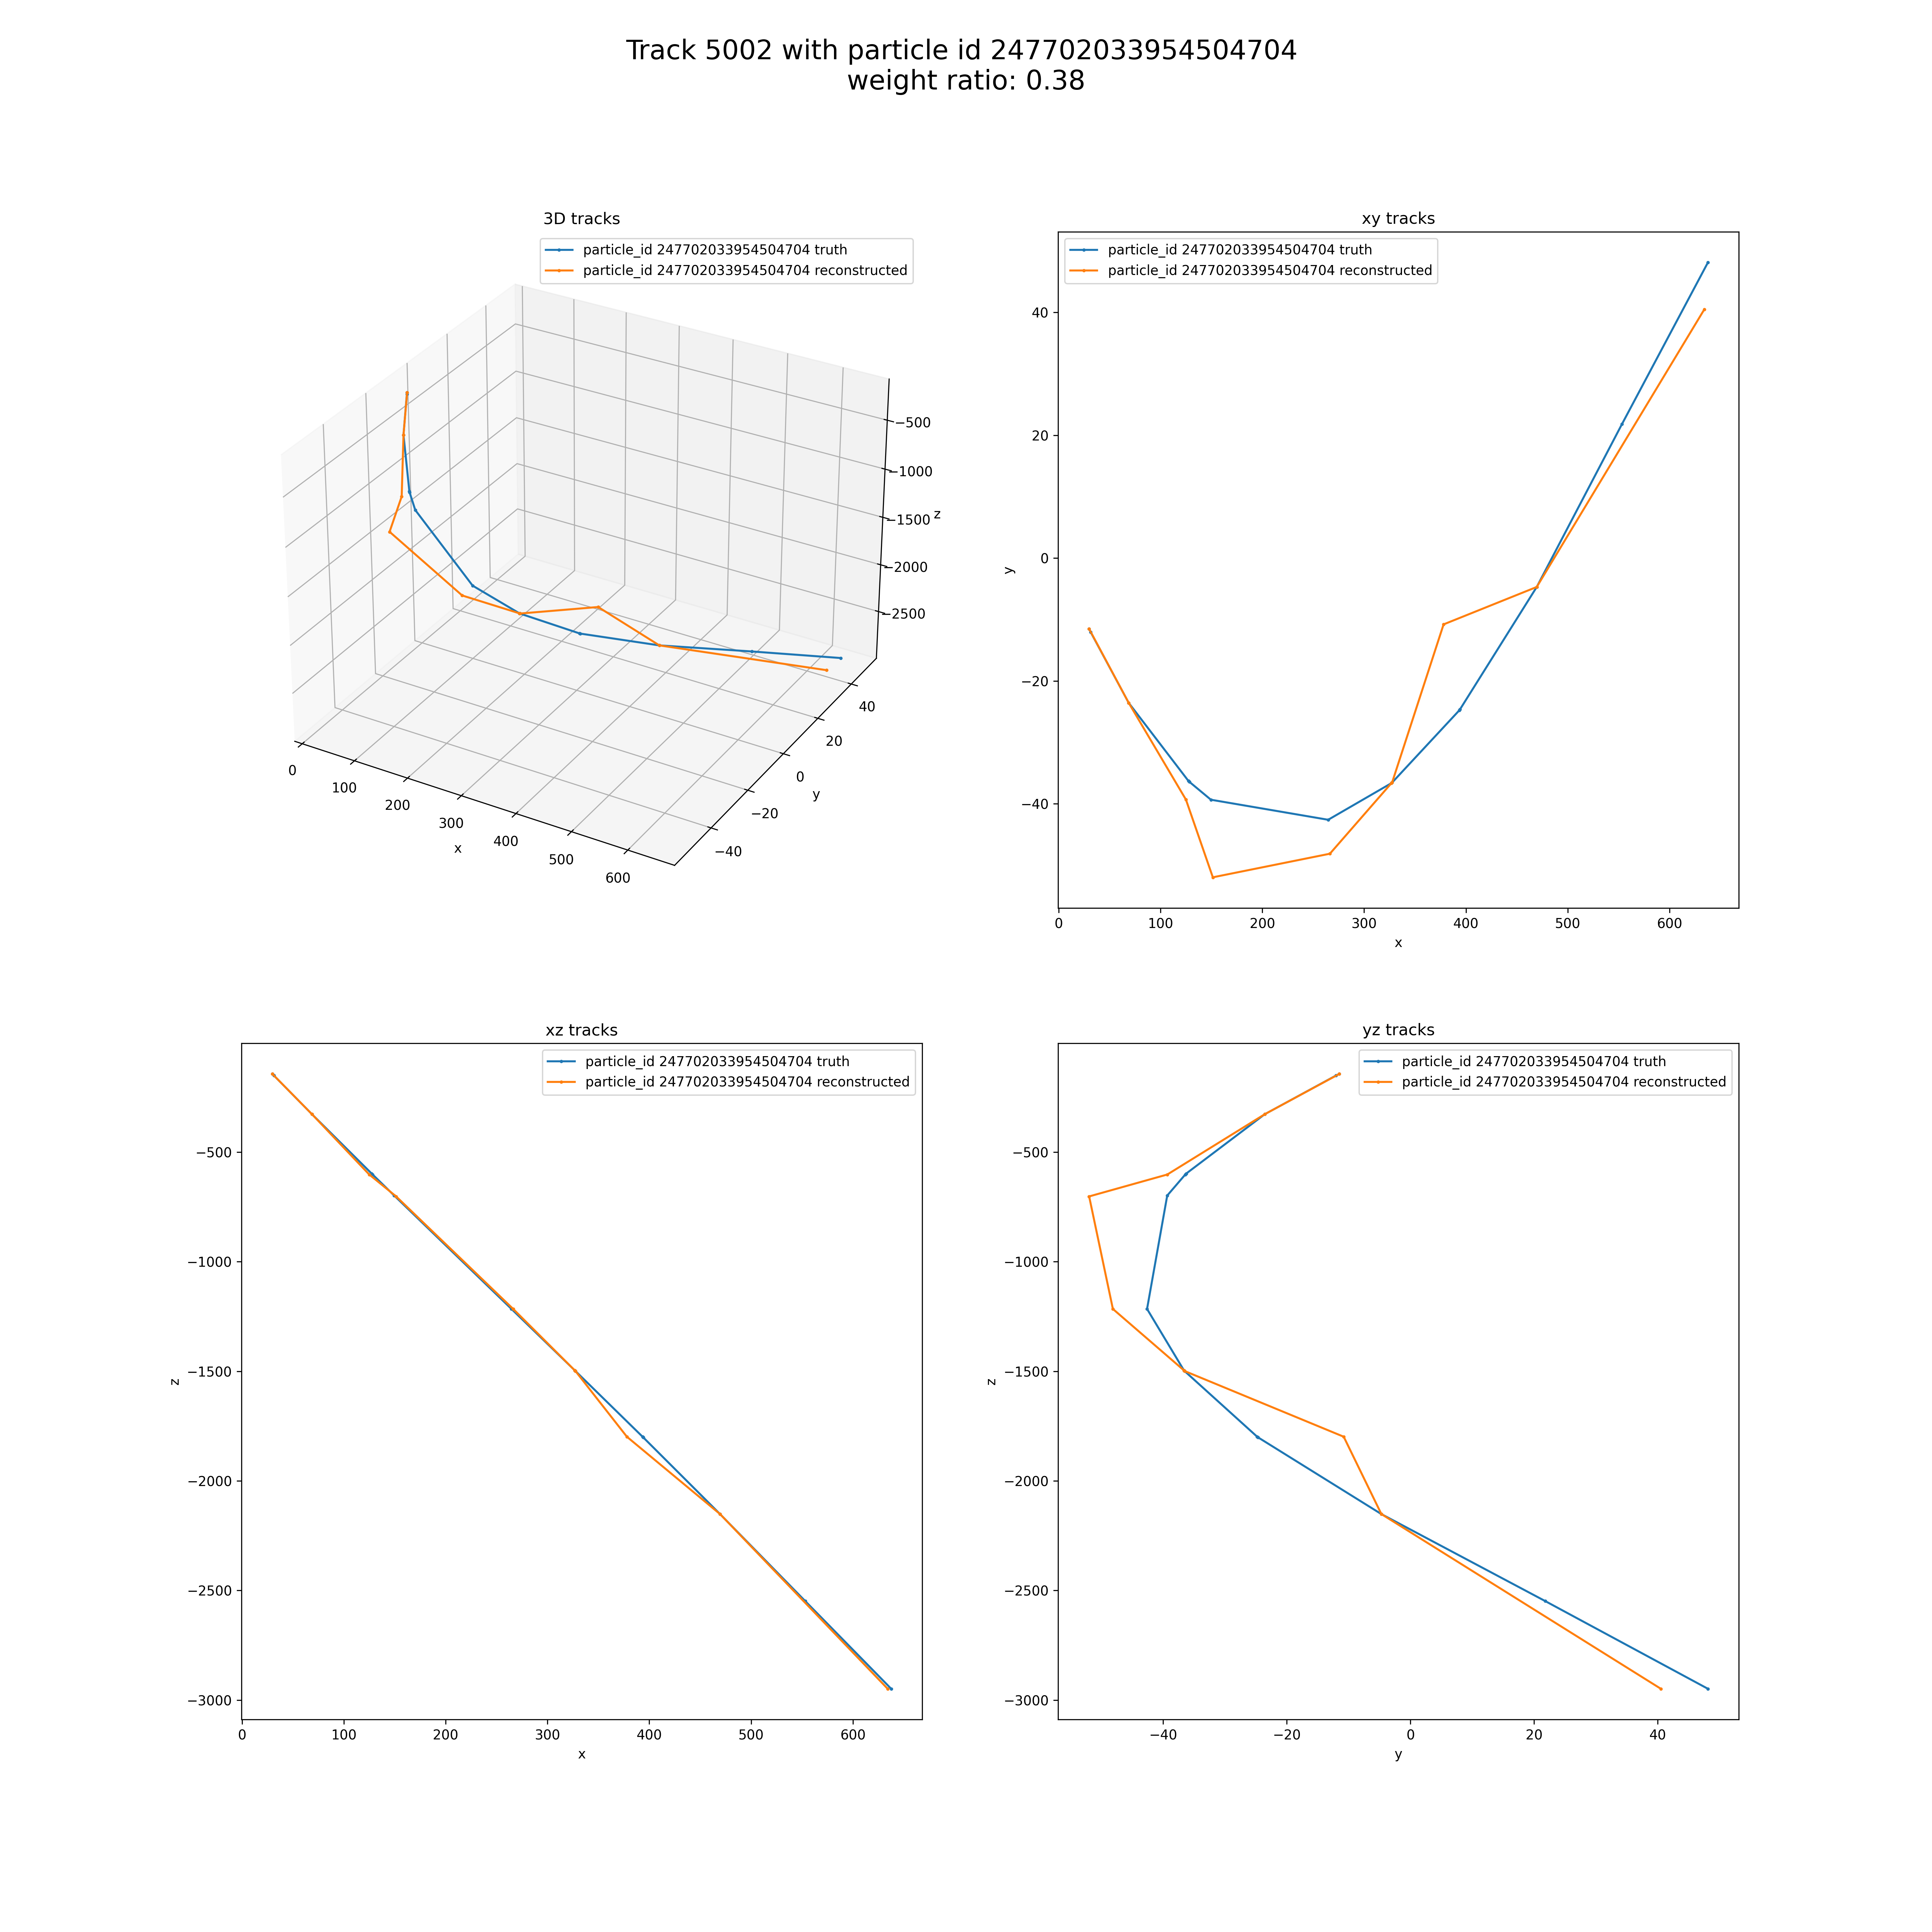 Track 5002 with particle id 247702033954504704
weight ratio: 0.38
3D tracks
particle_id 247702033954504704 truth
particle_id 247702033954504704 reconstructed
−500
−1000
−1500
−2000
−2500
z
40
20
0
−20
−40
y
0
100
200
300
400
500
600
x
xy tracks
particle_id 247702033954504704 truth
particle_id 247702033954504704 reconstructed
40
20
0
−20
−40
y
0 100 200 300 400 500 600
x
xz tracks
particle_id 247702033954504704 truth
particle_id 247702033954504704 reconstructed
−500
−1000
−1500
−2000
−2500
−3000
z
0 100 200 300 400 500 600
x
yz tracks
particle_id 247702033954504704 truth
particle_id 247702033954504704 reconstructed
−500
−1000
−1500
−2000
−2500
−3000
z
−40 −20 0 20 40
y